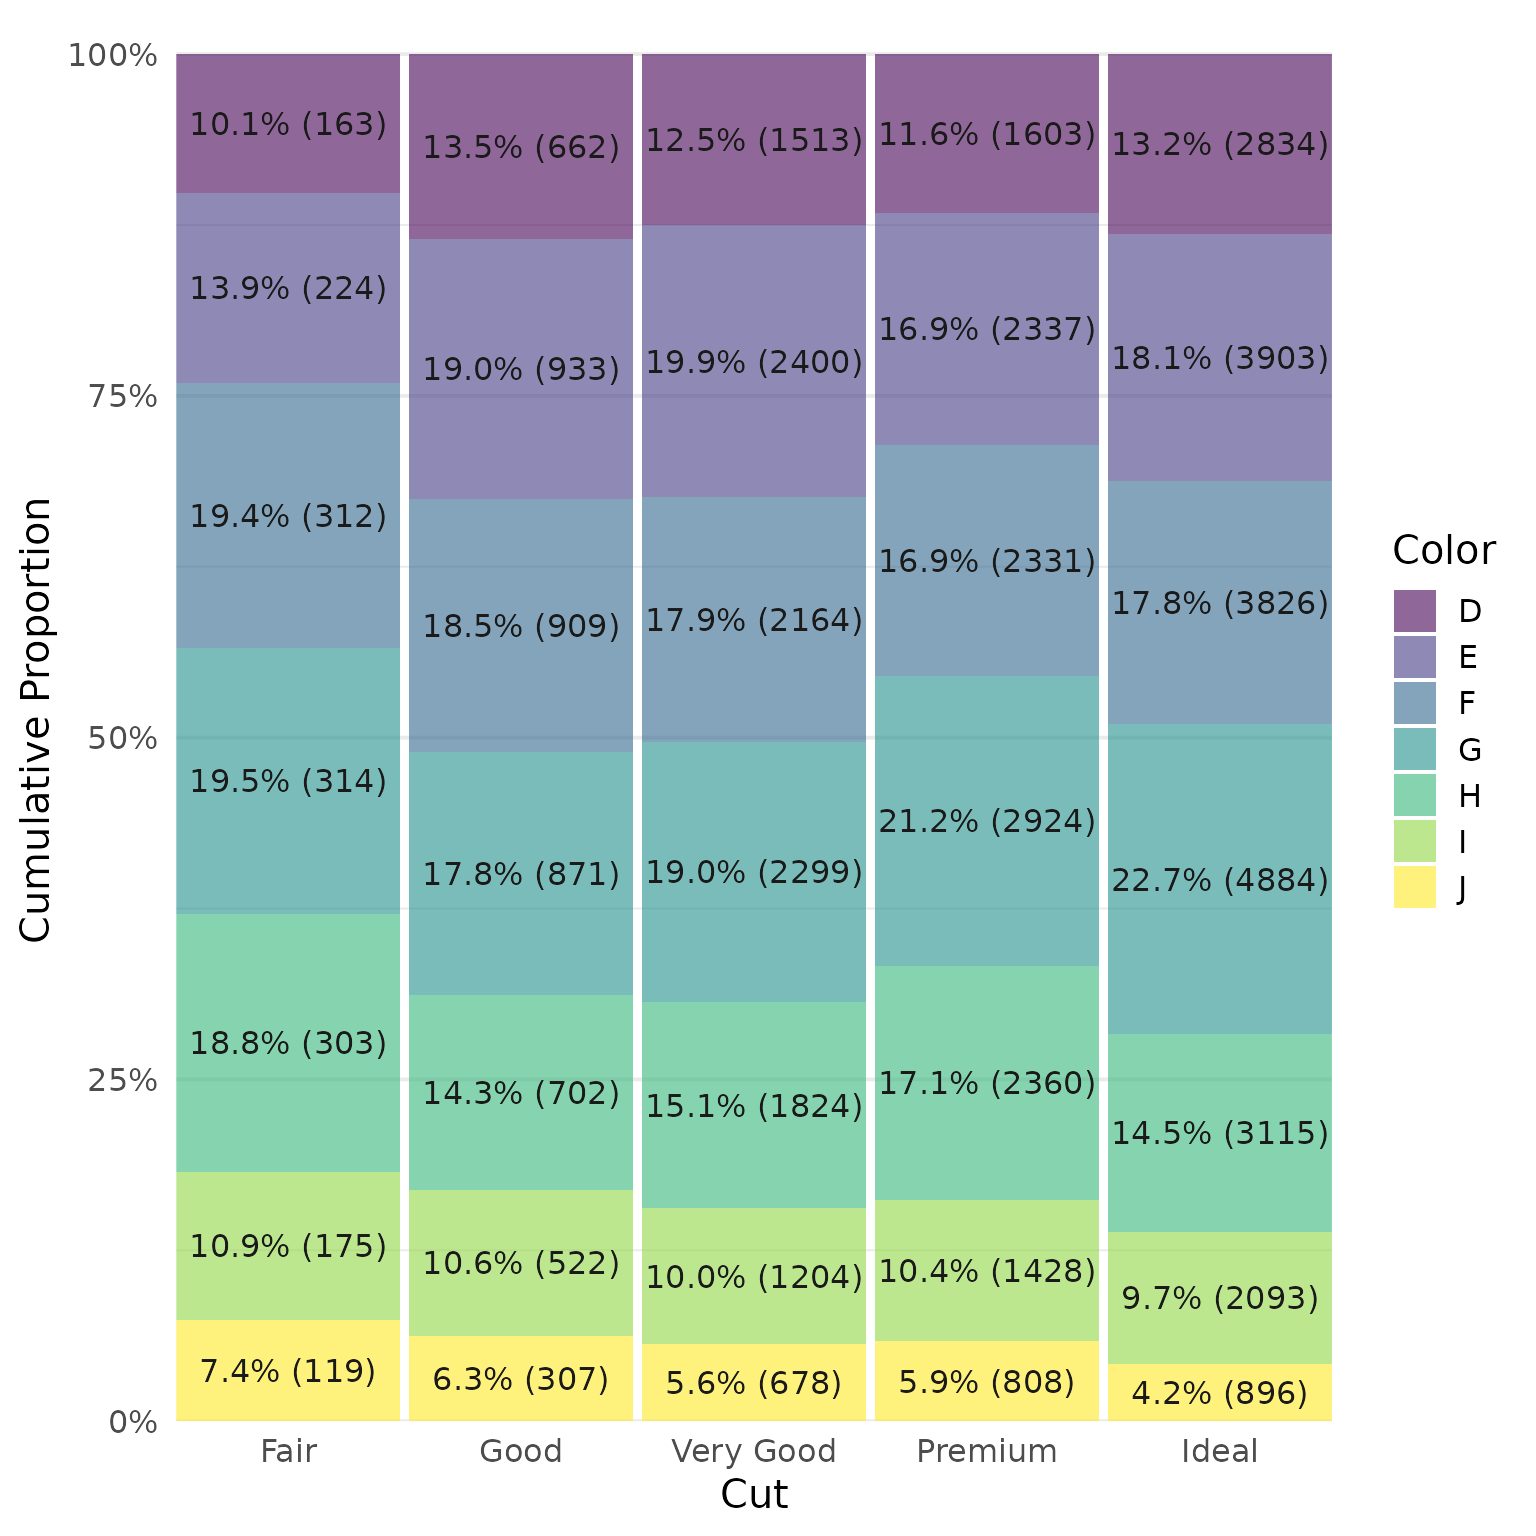 100%
75%
50%
25%
0%
Cumulative Proportion
10.1% (163)
13.9% (224)
19.4% (312)
19.5% (314)
18.8% (303)
10.9% (175)
7.4% (119)
13.5% (662)
19.0% (933)
18.5% (909)
17.8% (871)
14.3% (702)
10.6% (522)
6.3% (307)
12.5% (1513)
19.9% (2400)
17.9% (2164)
19.0% (2299)
15.1% (1824)
10.0% (1204)
5.6% (678)
11.6% (1603)
16.9% (2337)
16.9% (2331)
21.2% (2924)
17.1% (2360)
10.4% (1428)
5.9% (808)
13.2% (2834)
18.1% (3903)
17.8% (3826)
22.7% (4884)
14.5% (3115)
9.7% (2093)
4.2% (896)
Fair
Good
Very Good
Premium
Ideal
Cut
Color
D
E
F
G
H
I
J